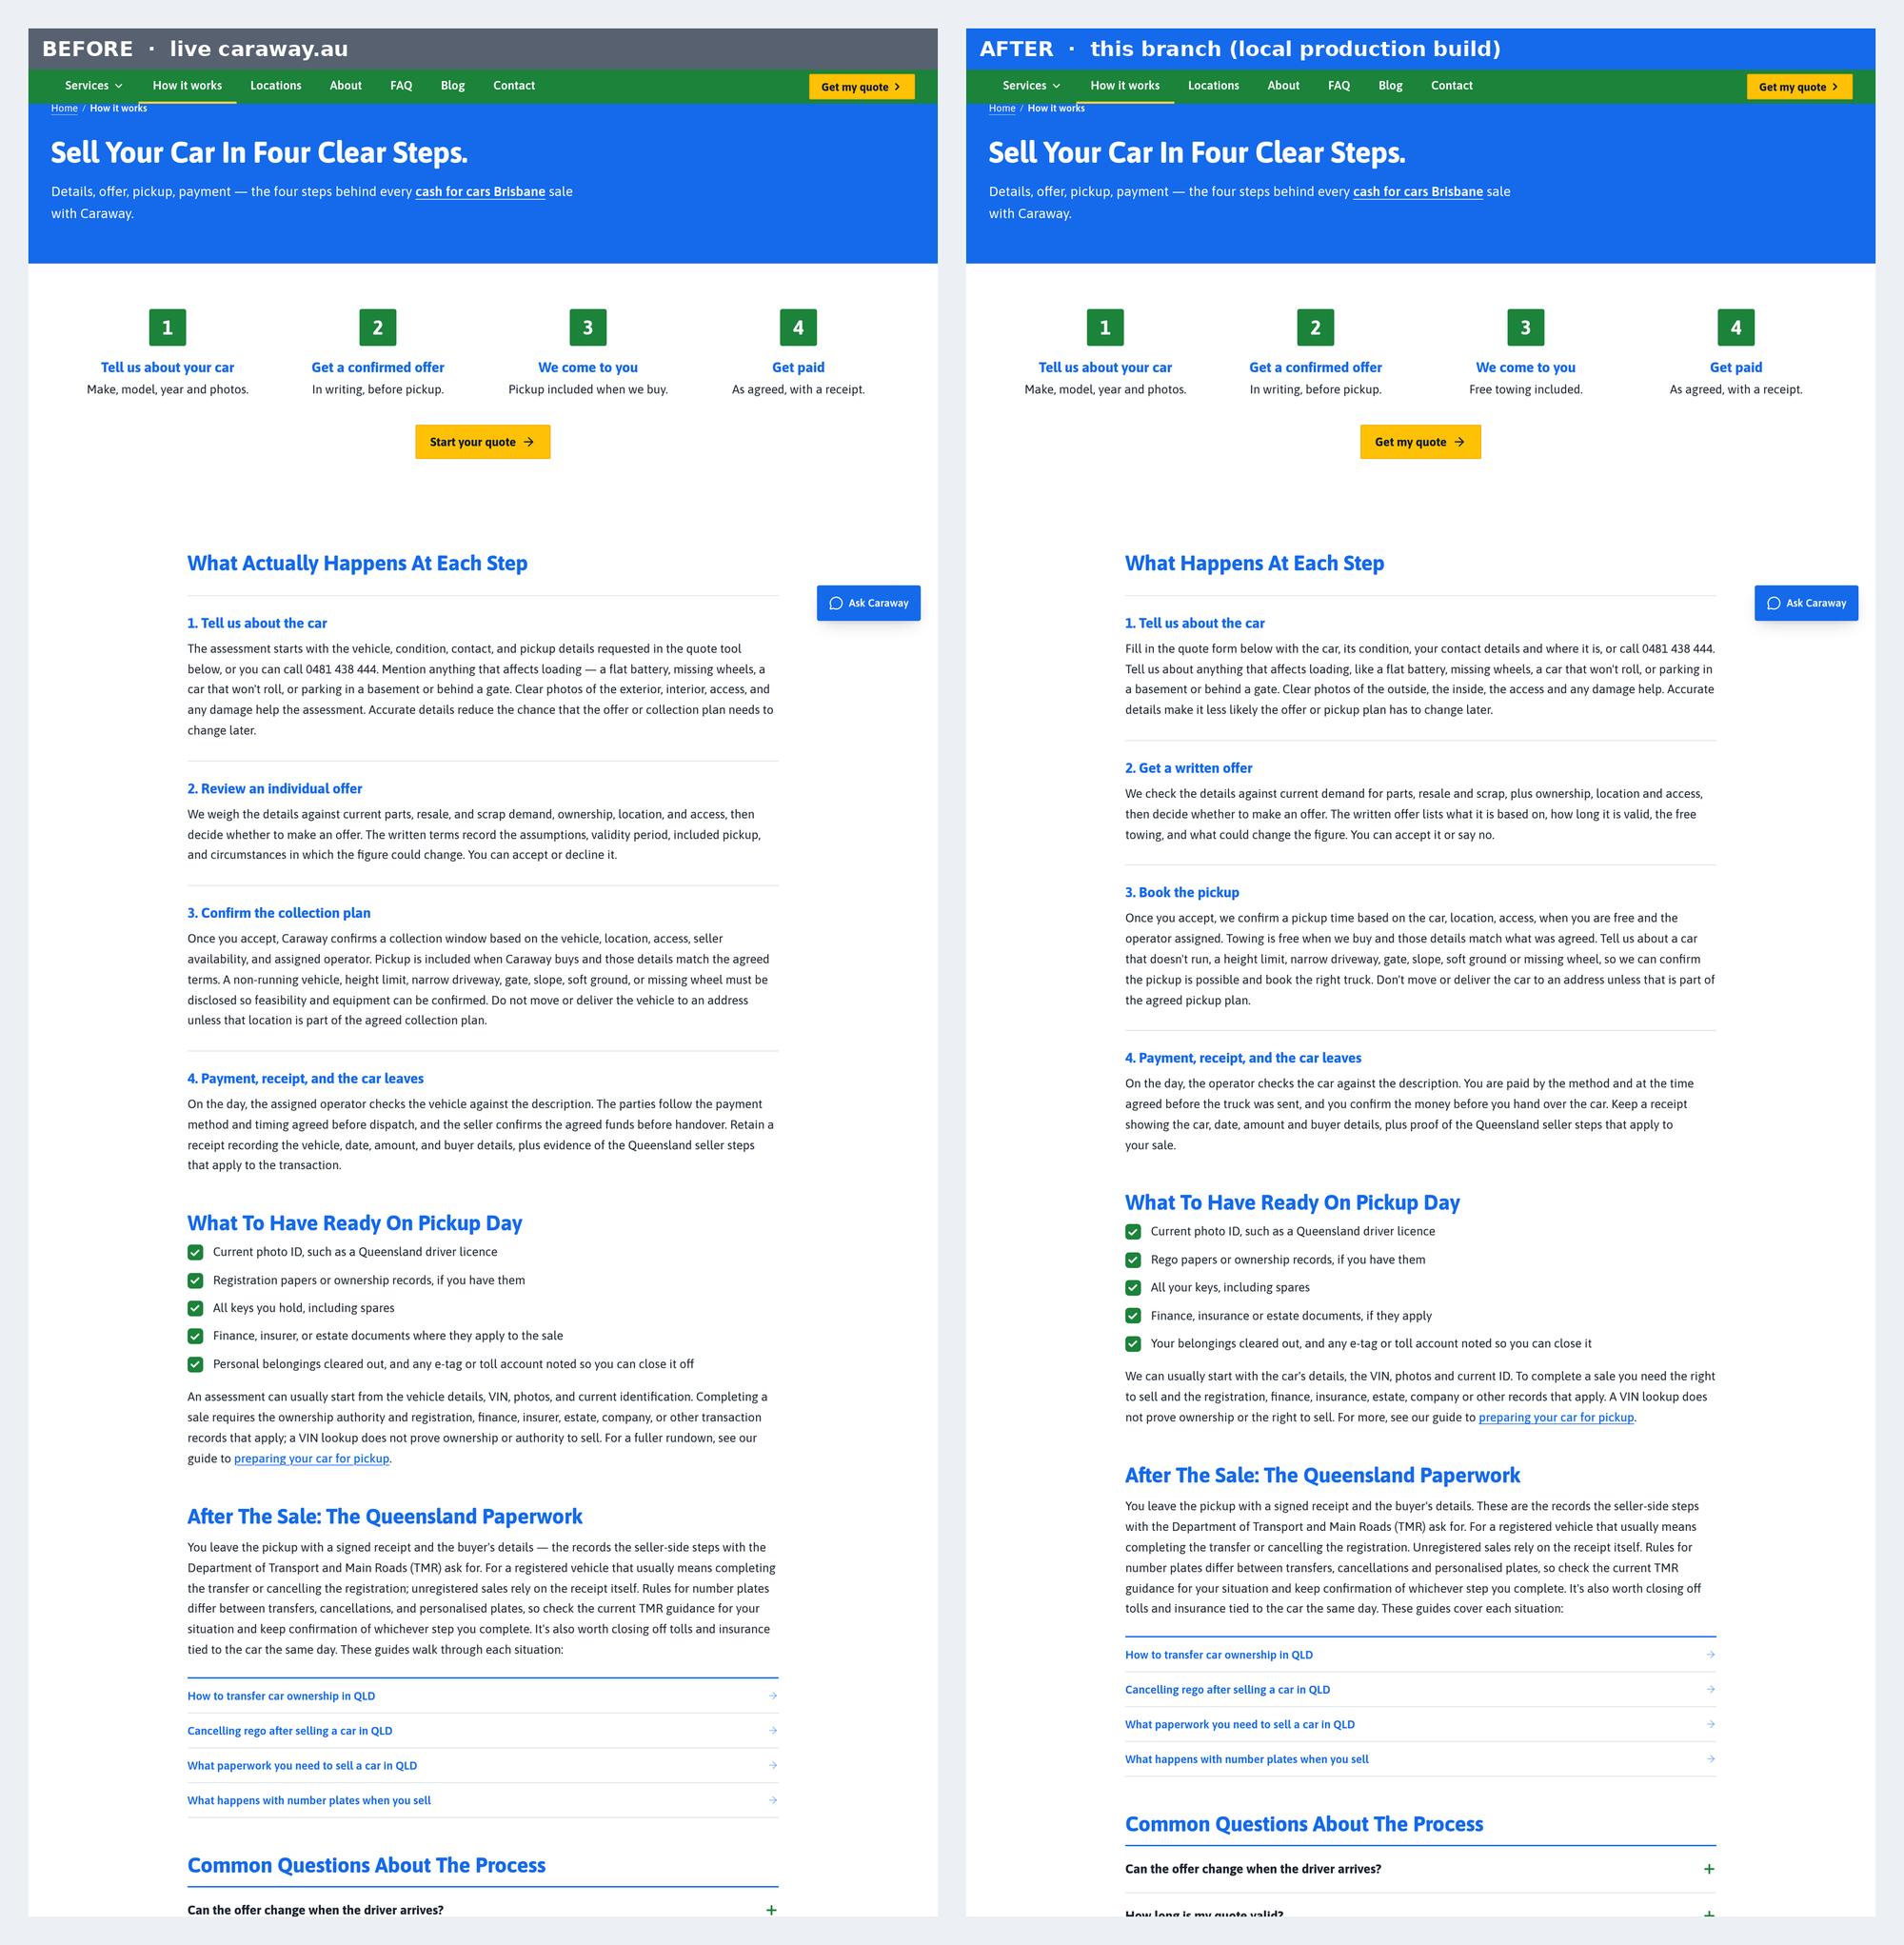 BEFORE · live caraway.au
Services
How it works
Locations
About
FAQ
Blog
Contact
Get my quote
Home / How it works
Sell Your Car In Four Clear Steps.
Details, offer, pickup, payment — the four steps behind every cash for cars Brisbane sale
with Caraway.
1
Tell us about your car
Make, model, year and photos.
2
Get a confirmed offer
In writing, before pickup.
3
We come to you
Pickup included when we buy.
4
Get paid
As agreed, with a receipt.
Start your quote
What Actually Happens At Each Step
Ask Caraway
1. Tell us about the car
The assessment starts with the vehicle, condition, contact, and pickup details requested in the quote tool
below, or you can call 0481 438 444. Mention anything that affects loading — a flat battery, missing wheels, a
car that won't roll, or parking in a basement or behind a gate. Clear photos of the exterior, interior, access, and
any damage help the assessment. Accurate details reduce the chance that the offer or collection plan needs to
change later.
2. Review an individual offer
We weigh the details against current parts, resale, and scrap demand, ownership, location, and access, then
decide whether to make an offer. The written terms record the assumptions, validity period, included pickup,
and circumstances in which the figure could change. You can accept or decline it.
3. Confirm the collection plan
Once you accept, Caraway confirms a collection window based on the vehicle, location, access, seller
availability, and assigned operator. Pickup is included when Caraway buys and those details match the agreed
terms. A non-running vehicle, height limit, narrow driveway, gate, slope, soft ground, or missing wheel must be
disclosed so feasibility and equipment can be confirmed. Do not move or deliver the vehicle to an address
unless that location is part of the agreed collection plan.
4. Payment, receipt, and the car leaves
On the day, the assigned operator checks the vehicle against the description. The parties follow the payment
method and timing agreed before dispatch, and the seller confirms the agreed funds before handover. Retain a
receipt recording the vehicle, date, amount, and buyer details, plus evidence of the Queensland seller steps
that apply to the transaction.
What To Have Ready On Pickup Day
Current photo ID, such as a Queensland driver licence
Registration papers or ownership records, if you have them
All keys you hold, including spares
Finance, insurer, or estate documents where they apply to the sale
Personal belongings cleared out, and any e-tag or toll account noted so you can close it off
An assessment can usually start from the vehicle details, VIN, photos, and current identification. Completing a
sale requires the ownership authority and registration, finance, insurer, estate, company, or other transaction
records that apply; a VIN lookup does not prove ownership or authority to sell. For a fuller rundown, see our
guide to preparing your car for pickup.
After The Sale: The Queensland Paperwork
You leave the pickup with a signed receipt and the buyer's details — the records the seller-side steps with the
Department of Transport and Main Roads (TMR) ask for. For a registered vehicle that usually means completing
the transfer or cancelling the registration; unregistered sales rely on the receipt itself. Rules for number plates
differ between transfers, cancellations, and personalised plates, so check the current TMR guidance for your
situation and keep confirmation of whichever step you complete. It's also worth closing off tolls and insurance
tied to the car the same day. These guides walk through each situation:
How to transfer car ownership in QLD
Cancelling rego after selling a car in QLD
What paperwork you need to sell a car in QLD
What happens with number plates when you sell
Common Questions About The Process
Can the offer change when the driver arrives?
AFTER · this branch (local production build)
Services
How it works
Locations
About
FAQ
Blog
Contact
Get my quote
Home / How it works
Sell Your Car In Four Clear Steps.
Details, offer, pickup, payment — the four steps behind every cash for cars Brisbane sale
with Caraway.
1
Tell us about your car
Make, model, year and photos.
2
Get a confirmed offer
In writing, before pickup.
3
We come to you
Free towing included.
4
Get paid
As agreed, with a receipt.
Get my quote
What Happens At Each Step
Ask Caraway
1. Tell us about the car
Fill in the quote form below with the car, its condition, your contact details and where it is, or call 0481 438 444.
Tell us about anything that affects loading, like a flat battery, missing wheels, a car that won't roll, or parking in
a basement or behind a gate. Clear photos of the outside, the inside, the access and any damage help. Accurate
details make it less likely the offer or pickup plan has to change later.
2. Get a written offer
We check the details against current demand for parts, resale and scrap, plus ownership, location and access,
then decide whether to make an offer. The written offer lists what it is based on, how long it is valid, the free
towing, and what could change the figure. You can accept it or say no.
3. Book the pickup
Once you accept, we confirm a pickup time based on the car, location, access, when you are free and the
operator assigned. Towing is free when we buy and those details match what was agreed. Tell us about a car
that doesn't run, a height limit, narrow driveway, gate, slope, soft ground or missing wheel, so we can confirm
the pickup is possible and book the right truck. Don't move or deliver the car to an address unless that is part of
the agreed pickup plan.
4. Payment, receipt, and the car leaves
On the day, the operator checks the car against the description. You are paid by the method and at the time
agreed before the truck was sent, and you confirm the money before you hand over the car. Keep a receipt
showing the car, date, amount and buyer details, plus proof of the Queensland seller steps that apply to
your sale.
What To Have Ready On Pickup Day
Current photo ID, such as a Queensland driver licence
Rego papers or ownership records, if you have them
All your keys, including spares
Finance, insurance or estate documents, if they apply
Your belongings cleared out, and any e-tag or toll account noted so you can close it
We can usually start with the car's details, the VIN, photos and current ID. To complete a sale you need the right
to sell and the registration, finance, insurance, estate, company or other records that apply. A VIN lookup does
not prove ownership or the right to sell. For more, see our guide to preparing your car for pickup.
After The Sale: The Queensland Paperwork
You leave the pickup with a signed receipt and the buyer's details. These are the records the seller-side steps
with the Department of Transport and Main Roads (TMR) ask for. For a registered vehicle that usually means
completing the transfer or cancelling the registration. Unregistered sales rely on the receipt itself. Rules for
number plates differ between transfers, cancellations and personalised plates, so check the current TMR
guidance for your situation and keep confirmation of whichever step you complete. It's also worth closing off
tolls and insurance tied to the car the same day. These guides cover each situation:
How to transfer car ownership in QLD
Cancelling rego after selling a car in QLD
What paperwork you need to sell a car in QLD
What happens with number plates when you sell
Common Questions About The Process
Can the offer change when the driver arrives?
How long is my quote valid?